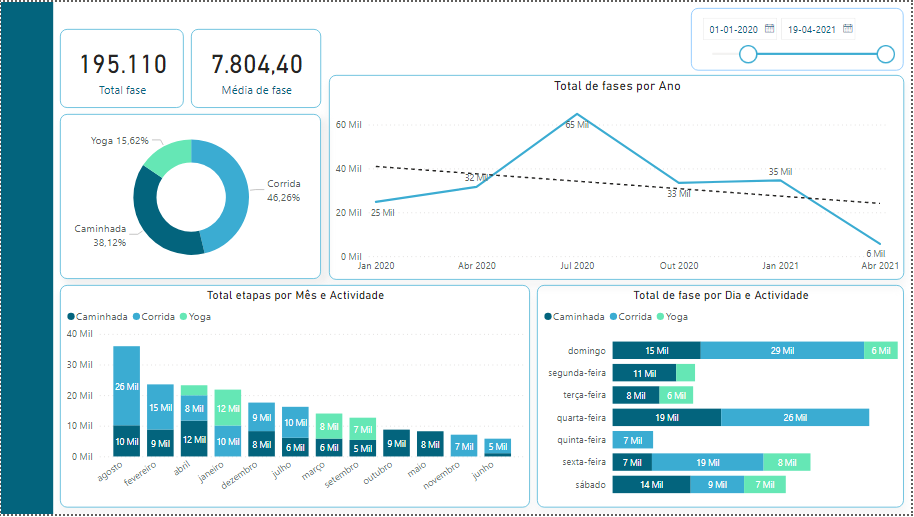 01-01-2020
19-04-2021
195.110
Total fase
7.804,40
Média de fase
Total de fases por Ano
60 Mil
40 Mil
20 Mil
0 Mil
25 Mil
32 Mil
65 Mil
33 Mil
35 Mil
6 Mil
Jan 2020
Abr 2020
Jul 2020
Out 2020
Jan 2021
Abr 2021
Yoga 15,62%
Corrida
46,26%
Caminhada
38,12%
Total etapas por Mês e Actividade
Caminhada Corrida Yoga
40 Mil
30 Mil
20 Mil
10 Mil
0 Mil
26 Mil
10 Mil
15 Mil
9 Mil
8 Mil
12 Mil
12 Mil
10 Mil
9 Mil
8 Mil
10 Mil
6 Mil
8 Mil
6 Mil
7 Mil
5 Mil
9 Mil
8 Mil
7 Mil
5 Mil
agosto
fevereiro
abril
janeiro
dezembro
julho
março
setembro
outubro
maio
novembro
junho
Total de fase por Dia e Actividade
Caminhada Corrida Yoga
domingo 15 Mil 29 Mil 6 Mil
segunda-feira 11 Mil
terça-feira 8 Mil 6 Mil
quarta-feira 19 Mil 26 Mil
quinta-feira 7 Mil
sexta-feira 7 Mil 19 Mil 8 Mil
sábado 14 Mil 9 Mil 7 Mil